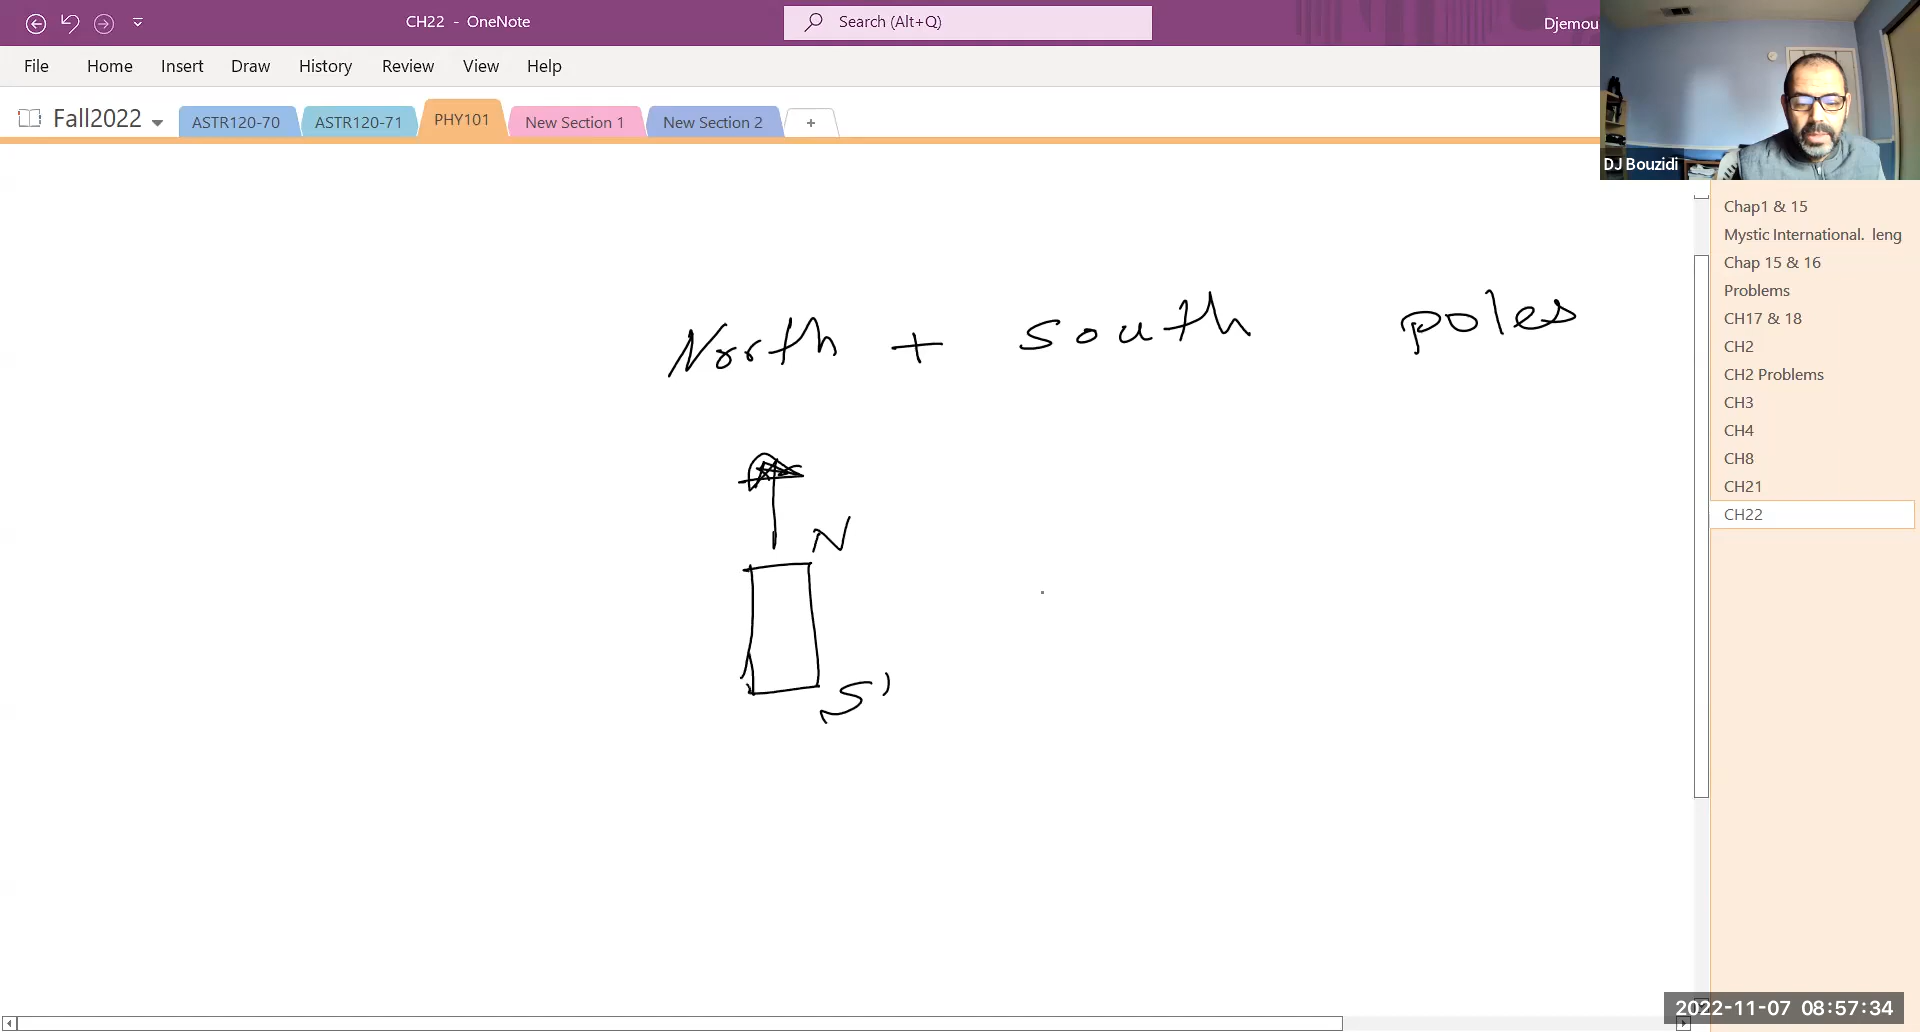 CH22 - OneNote
Search (Alt+Q)
Djemou
File Home Insert Draw History Review View Help
Fall2022 ASTR120-70 ASTR120-71 PHY101 New Section 1 New Section 2 +
DJ Bouzidi
Chap1 & 15
Mystic International. leng
Chap 15 & 16
Problems
CH17 & 18
CH2
CH2 Problems
CH3
CH4
CH8
CH21
CH22
North + South poles
N
S
2022-11-07 08:57:34